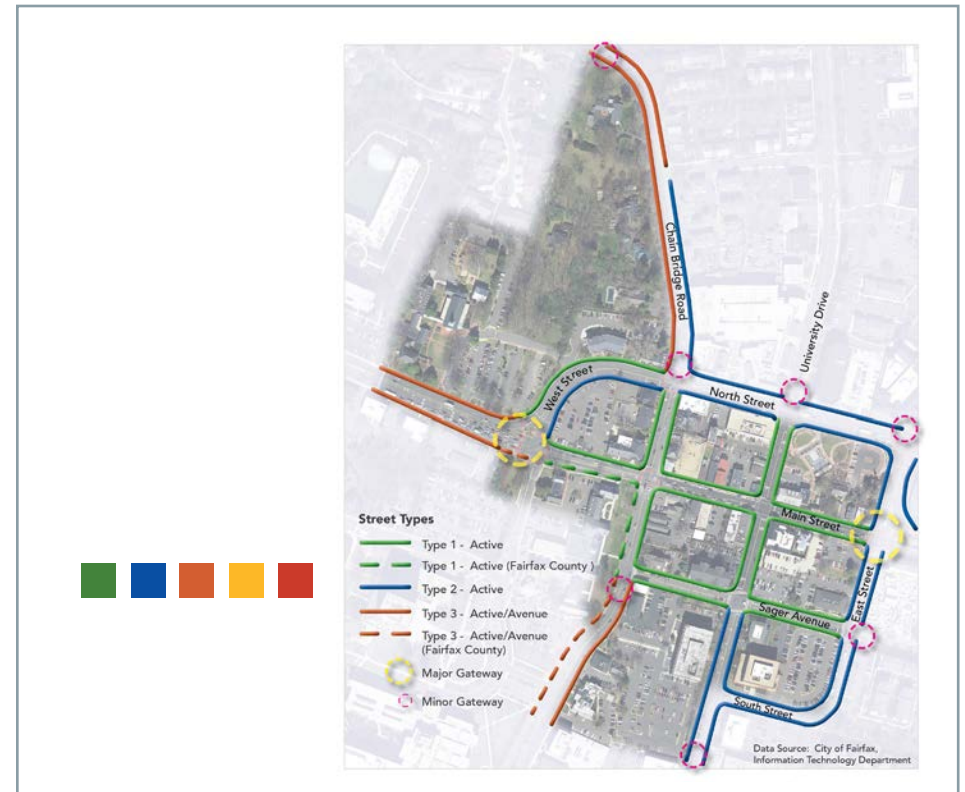 Chain Bridge Road
University Drive
West Street
North Street
Main Street
East Street
Sager Avenue
South Street
Street Types
Type 1 - Active
Type 1 - Active (Fairfax County )
Type 2 - Active
Type 3 - Active/Avenue
Type 3 - Active/Avenue
(Fairfax County)
Major Gateway
Minor Gateway
Data Source: City of Fairfax,
Information Technology Department